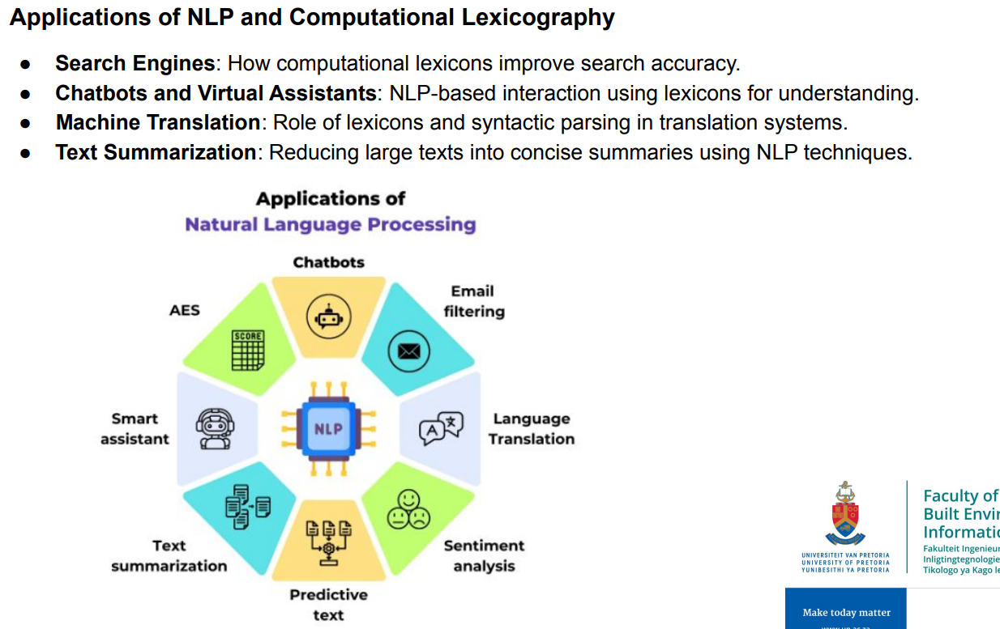 Applications of NLP and Computational Lexicography
● Search Engines: How computational lexicons improve search accuracy.
● Chatbots and Virtual Assistants: NLP-based interaction using lexicons for understanding.
● Machine Translation: Role of lexicons and syntactic parsing in translation systems.
● Text Summarization: Reducing large texts into concise summaries using NLP techniques.
Applications of
Natural Language Processing
Chatbots
Email
filtering
AES
SCORE
Smart
assistant
NLP
A 文
Language
Translation
Text
summarization
Sentiment
analysis
Predictive
text
UNIVERSITEIT VAN PRETORIA
UNIVERSITY OF PRETORIA
YUNIBESITHI YA PRETORIA
Faculty of
Built Envir
Informatic
Fakulteit Ingenieur
Inligtingtegnologie
Tikologo ya Kago le
Make today matter